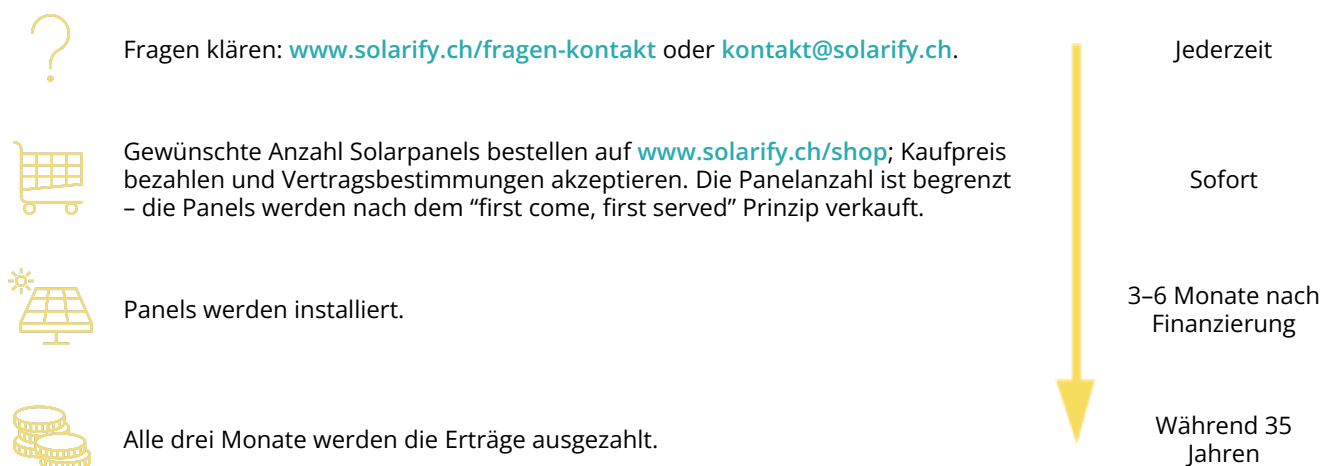 Fragen klären: www.solarify.ch/fragen-kontakt oder kontakt@solarify.ch.
Jederzeit
Gewünschte Anzahl Solarpanels bestellen auf www.solarify.ch/shop; Kaufpreis
bezahlen und Vertragsbestimmungen akzeptieren. Die Panelanzahl ist begrenzt
– die Panels werden nach dem “first come, first served” Prinzip verkauft.
Sofort
Panels werden installiert.
3–6 Monate nach
Finanzierung
Alle drei Monate werden die Erträge ausgezahlt.
Während 35
Jahren